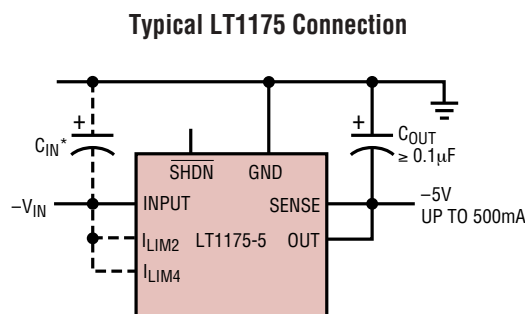 Typical LT1175 Connection
+
+
C_IN*
C_OUT
≥ 0.1µF
SHDN GND
–V_IN
INPUT
SENSE
–5V
UP TO 500mA
I_LIM2 LT1175-5 OUT
I_LIM4